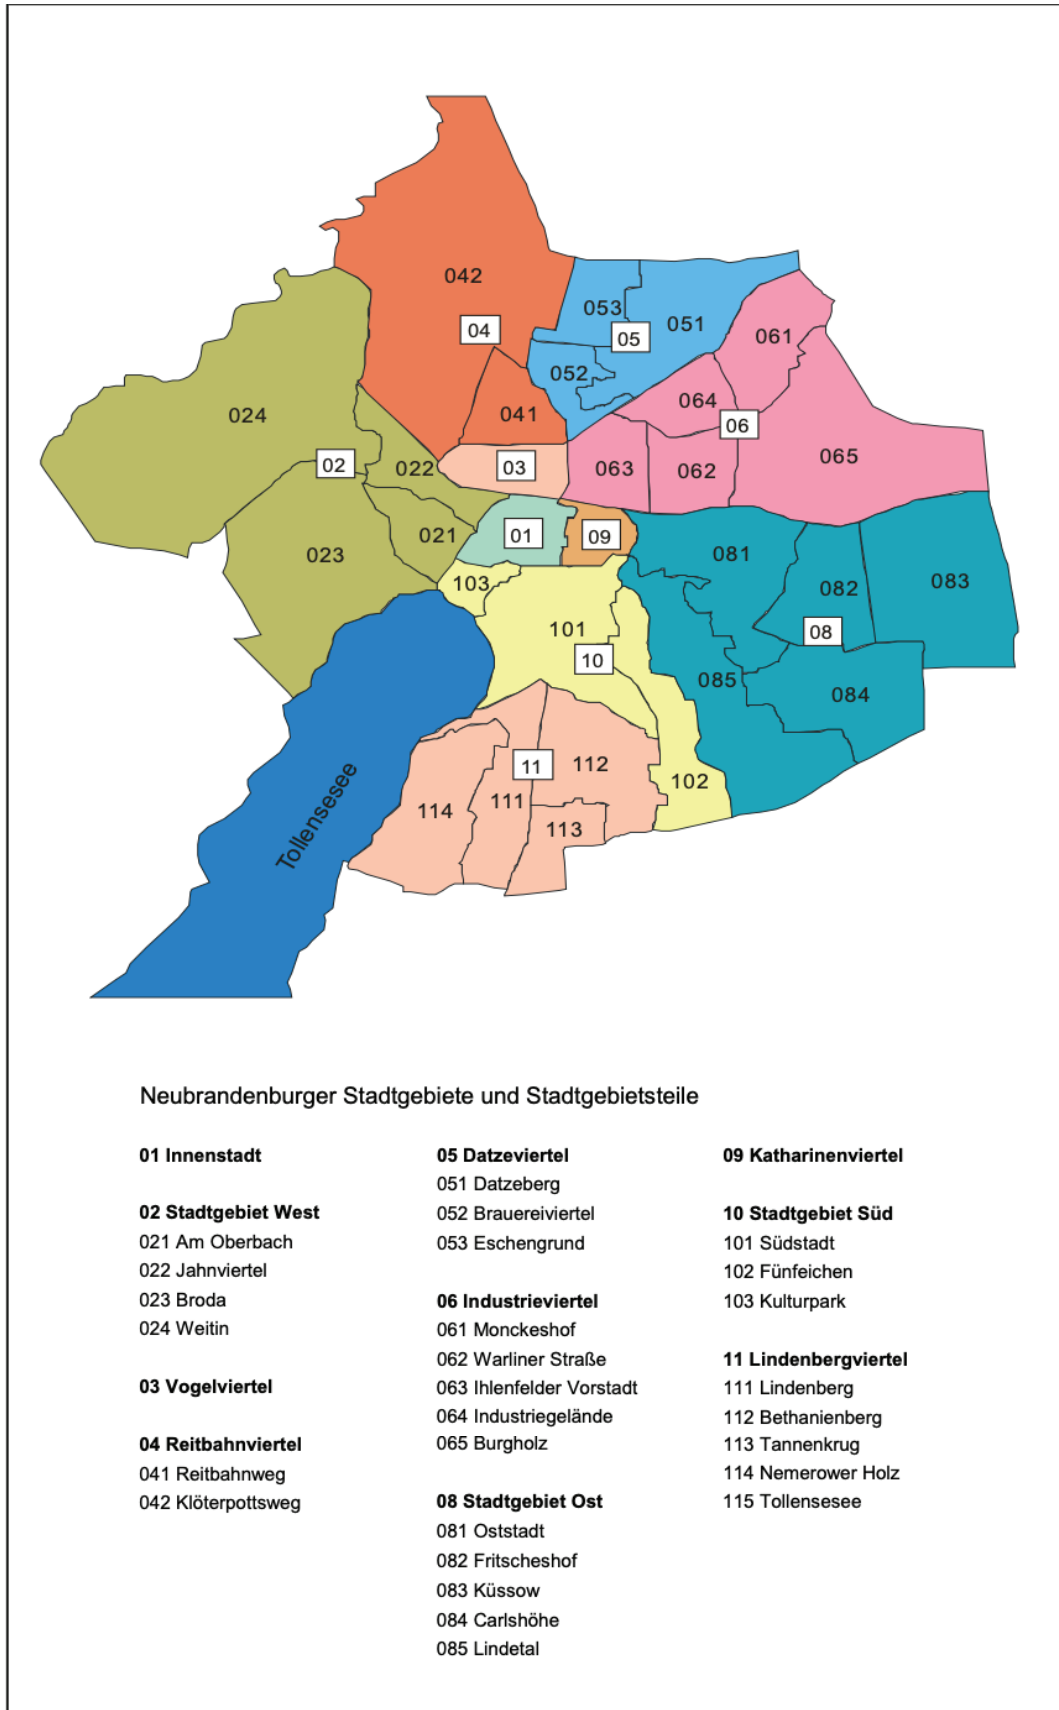 042
04
053
051
05
061
052
024
041
064
06
022
02
03
063
062
065
021
01
09
023
081
103
082
083
101
08
10
085
084
11
112
102
114
111
113
Tollensesee
Neubrandenburger Stadtgebiete und Stadtgebietsteile
01 Innenstadt
02 Stadtgebiet West
021 Am Oberbach
022 Jahnviertel
023 Broda
024 Weitin
03 Vogelviertel
04 Reitbahnviertel
041 Reitbahnweg
042 Klöterpottsweg
05 Datzeviertel
051 Datzeberg
052 Brauereiviertel
053 Eschengrund
06 Industrieviertel
061 Monckeshof
062 Warliner Straße
063 Ihlenfelder Vorstadt
064 Industriegelände
065 Burgholz
08 Stadtgebiet Ost
081 Oststadt
082 Fritscheshof
083 Küssow
084 Carlshöhe
085 Lindetal
09 Katharinenviertel
10 Stadtgebiet Süd
101 Südstadt
102 Fünfeichen
103 Kulturpark
11 Lindenbergviertel
111 Lindenberg
112 Bethanienberg
113 Tannenkrug
114 Nemerower Holz
115 Tollensesee